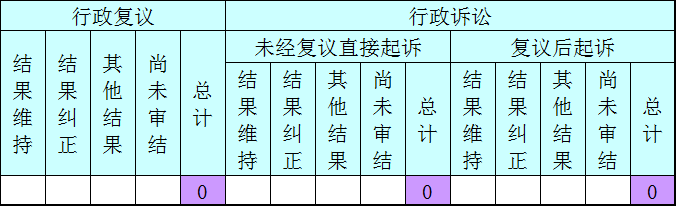 行政复议 行政诉讼
未经复议直接起诉 复议后起诉
结果维持 结果纠正 其他结果 尚未审结 总计 结果维持 结果纠正 其他结果 尚未审结 总计 结果维持 结果纠正 其他结果 尚未审结 总计
0 0 0